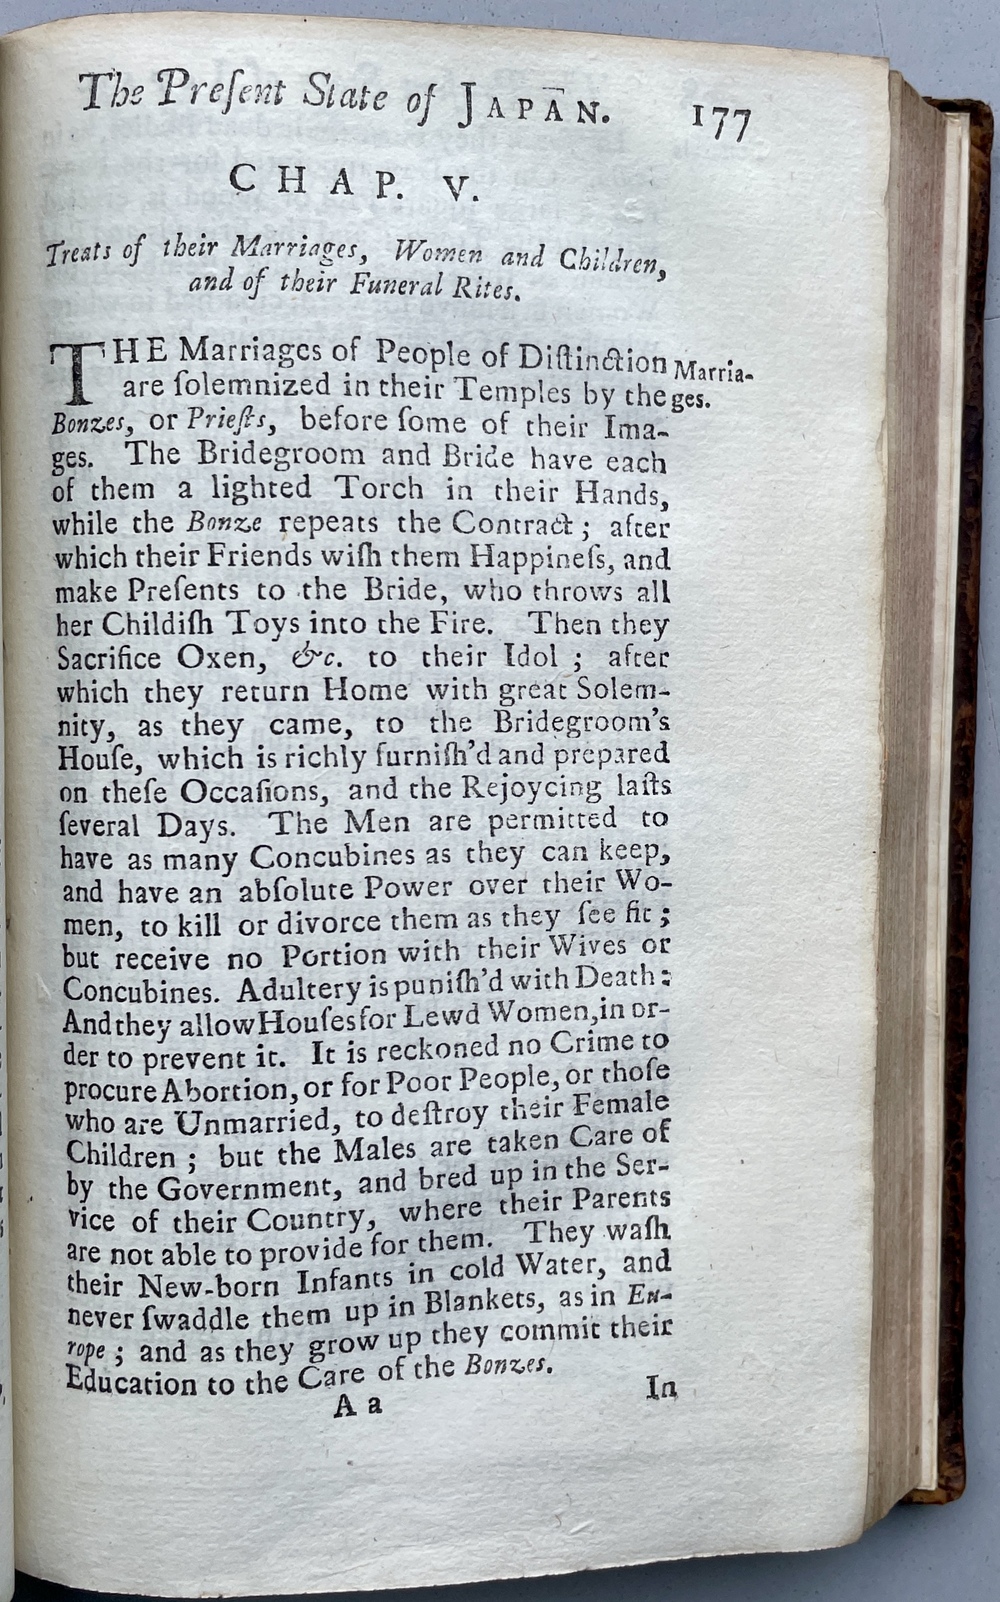 The Preſent State of JAPAN. 177
CHAP. V.
Treats of their Marriages, Women and Children,
and of their Funeral Rites.
THE Marriages of People of Diſtinction Marria-
are ſolemnized in their Temples by the ges.
Bonzes, or Prieſts, before ſome of their Ima-
ges. The Bridegroom and Bride have each
of them a lighted Torch in their Hands,
while the Bonze repeats the Contract; after
which their Friends wiſh them Happineſs, and
make Preſents to the Bride, who throws all
her Childiſh Toys into the Fire. Then they
Sacrifice Oxen, &c. to their Idol; after
which they return Home with great Solem-
nity, as they came, to the Bridegroom's
Houſe, which is richly furniſh'd and prepared
on theſe Occaſions, and the Rejoycing laſts
ſeveral Days. The Men are permitted to
have as many Concubines as they can keep,
and have an abſolute Power over their Wo-
men, to kill or divorce them as they ſee fit;
but receive no Portion with their Wives or
Concubines. Adultery is puniſh'd with Death:
And they allow Houſes for Lewd Women, in or-
der to prevent it. It is reckoned no Crime to
procure Abortion, or for Poor People, or thoſe
who are Unmarried, to deſtroy their Female
Children; but the Males are taken Care of
by the Government, and bred up in the Ser-
vice of their Country, where their Parents
are not able to provide for them. They waſh
their New-born Infants in cold Water, and
never ſwaddle them up in Blankets, as in Eu-
rope; and as they grow up they commit their
Education to the Care of the Bonzes.
A a In